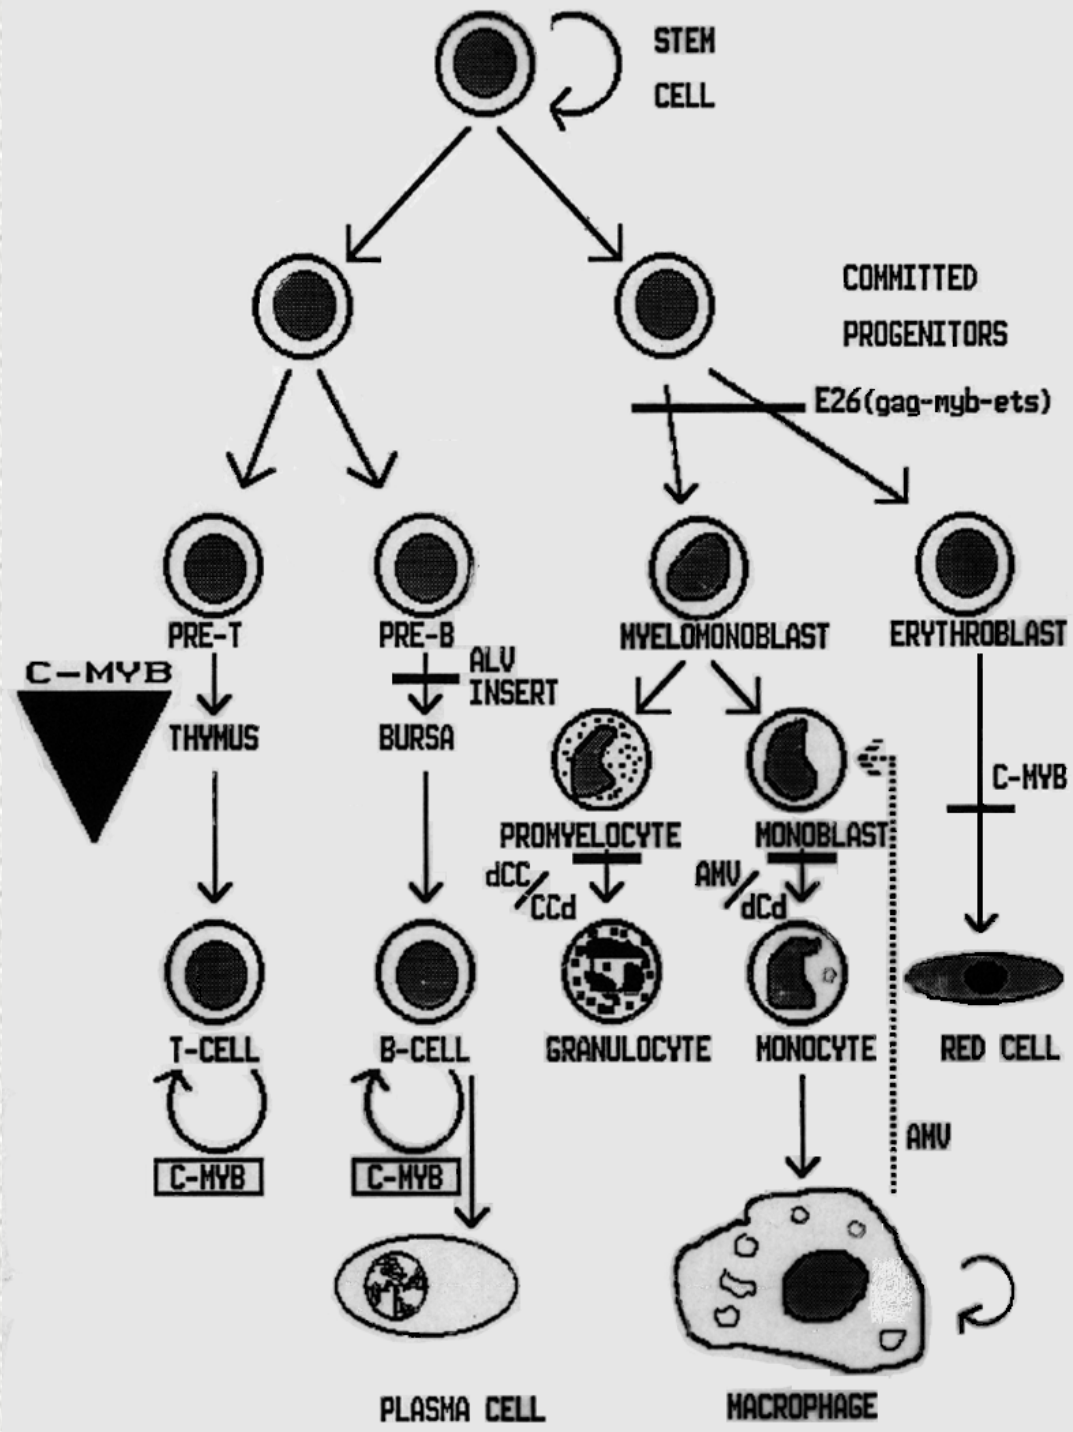 STEM
CELL
COMMITTED
PROGENITORS
E26(gag-myb-ets)
PRE-T
PRE-B
MYELOMONOBLAST
ERYTHROBLAST
C-MYB
ALV
INSERT
THYMUS
BURSA
C-MYB
PROMYELOCYTE
MONOBLAST
dCC/
CCd
AMV/
dCd
T-CELL
B-CELL
GRANULOCYTE
MONOCYTE
RED CELL
AMV
C-MYB
C-MYB
PLASMA CELL
MACROPHAGE